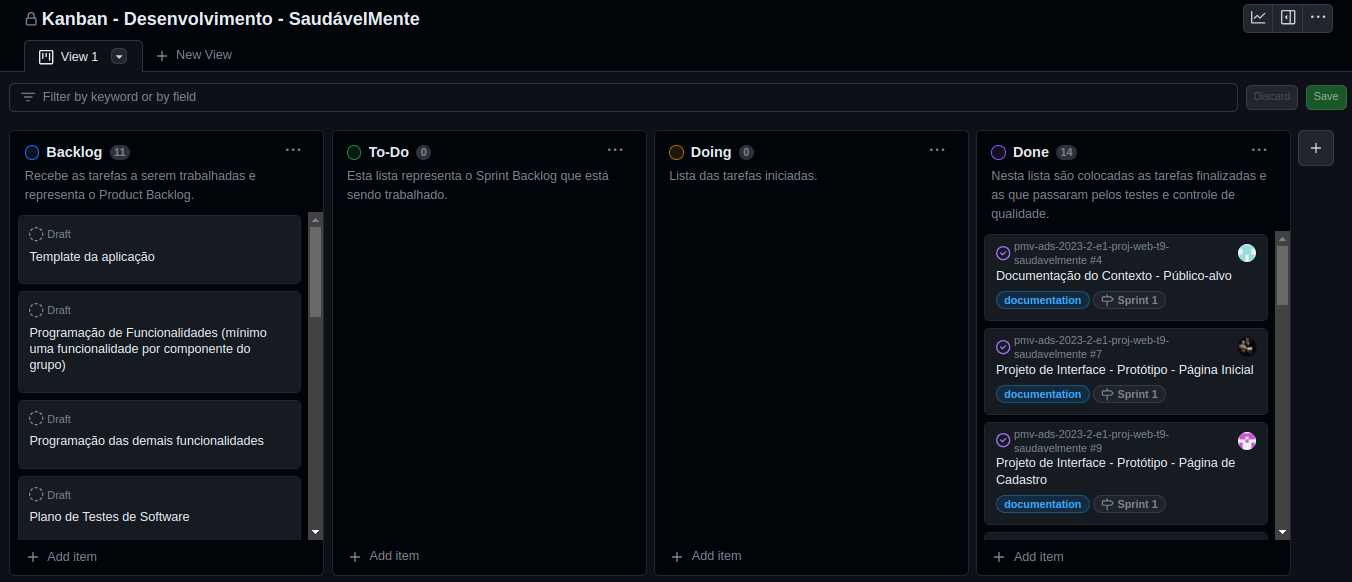 Kanban - Desenvolvimento - SaudávelMente
View 1
New View
Filter by keyword or by field
Discard
Save
Backlog 11
Recebe as tarefas a serem trabalhadas e
representa o Product Backlog.
Draft
Template da aplicação
Draft
Programação de Funcionalidades (mínimo
uma funcionalidade por componente do
grupo)
Draft
Programação das demais funcionalidades
Draft
Plano de Testes de Software
Add item
To-Do 0
Esta lista representa o Sprint Backlog que está
sendo trabalhado.
Add item
Doing 0
Lista das tarefas iniciadas.
Add item
Done 14
Nesta lista são colocadas as tarefas finalizadas e
as que passaram pelos testes e controle de
qualidade.
pmv-ads-2023-2-e1-proj-web-t9-
saudavelmente #4
Documentação do Contexto - Público-alvo
documentation Sprint 1
pmv-ads-2023-2-e1-proj-web-t9-
saudavelmente #7
Projeto de Interface - Protótipo - Página Inicial
documentation Sprint 1
pmv-ads-2023-2-e1-proj-web-t9-
saudavelmente #9
Projeto de Interface - Protótipo - Página de
Cadastro
documentation Sprint 1
Add item